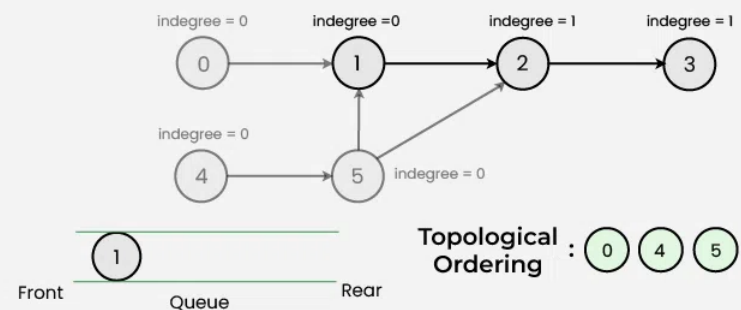 indegree = 0
indegree =0
indegree = 1
indegree = 1
0
1
2
3
indegree = 0
4
5
indegree = 0
1
Front
Queue
Rear
Topological
Ordering
:
0
4
5